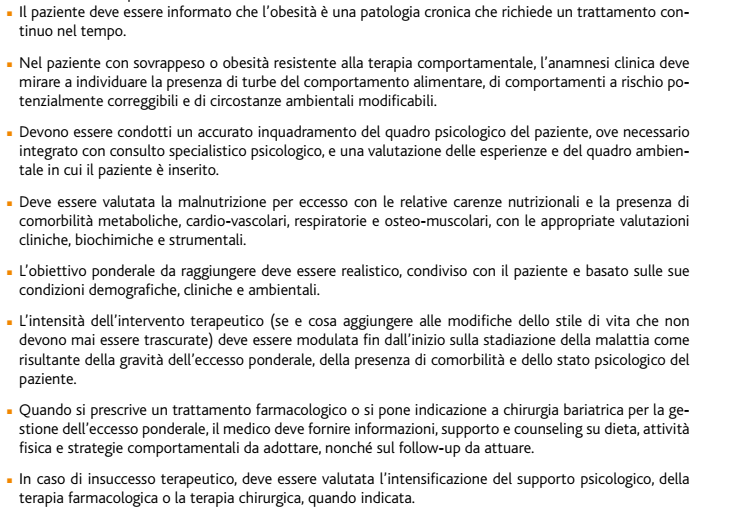 ▪ Il paziente deve essere informato che l'obesità è una patologia cronica che richiede un trattamento con-
tinuo nel tempo.
▪ Nel paziente con sovrappeso o obesità resistente alla terapia comportamentale, l'anamnesi clinica deve
mirare a individuare la presenza di turbe del comportamento alimentare, di comportamenti a rischio po-
tenzialmente correggibili e di circostanze ambientali modificabili.
▪ Devono essere condotti un accurato inquadramento del quadro psicologico del paziente, ove necessario
integrato con consulto specialistico psicologico, e una valutazione delle esperienze e del quadro ambien-
tale in cui il paziente è inserito.
▪ Deve essere valutata la malnutrizione per eccesso con le relative carenze nutrizionali e la presenza di
comorbilità metaboliche, cardio-vascolari, respiratorie e osteo-muscolari, con le appropriate valutazioni
cliniche, biochimiche e strumentali.
▪ L'obiettivo ponderale da raggiungere deve essere realistico, condiviso con il paziente e basato sulle sue
condizioni demografiche, cliniche e ambientali.
▪ L'intensità dell'intervento terapeutico (se e cosa aggiungere alle modifiche dello stile di vita che non
devono mai essere trascurate) deve essere modulata fin dall'inizio sulla stadiazione della malattia come
risultante della gravità dell'eccesso ponderale, della presenza di comorbilità e dello stato psicologico del
paziente.
▪ Quando si prescrive un trattamento farmacologico o si pone indicazione a chirurgia bariatrica per la ge-
stione dell'eccesso ponderale, il medico deve fornire informazioni, supporto e counseling su dieta, attività
fisica e strategie comportamentali da adottare, nonché sul follow-up da attuare.
▪ In caso di insuccesso terapeutico, deve essere valutata l'intensificazione del supporto psicologico, della
terapia farmacologica o la terapia chirurgica, quando indicata.